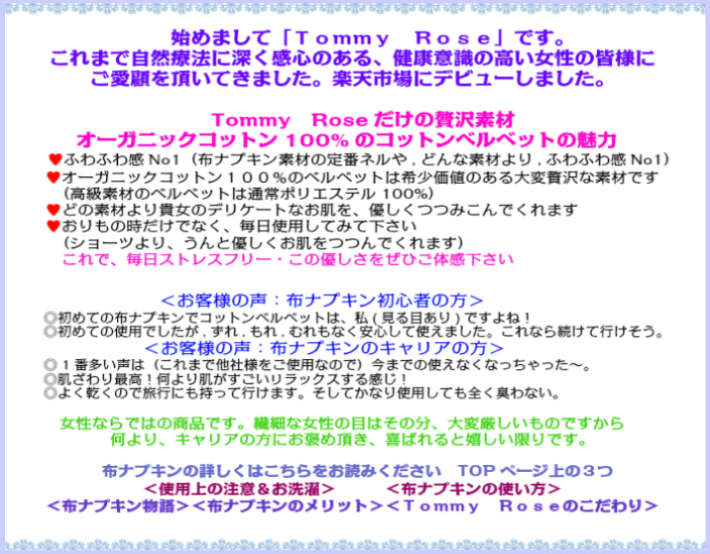 始めまして「Ｔｏｍｍｙ　Ｒｏｓｅ」です。
これまで自然療法に深く感心のある、健康意識の高い女性の皆様に
ご愛顧を頂いてきました。楽天市場にデビューしました。
Ｔｏｍｍｙ　Ｒｏｓｅだけの贅沢素材
オーガニックコットン 100% のコットンベルベットの魅力
♥ふわふわ感 No1（布ナプキン素材の定番ネルや．どんな素材より．ふわふわ感 No1）
♥オーガニックコットン１００%のベルベットは希少価値のある大変贅沢な素材です
（高級素材のベルベットは通常ポリエステル 100%）
♥どの素材より貴女のデリケートなお肌を、優しくつつみこんでくれます
♥おりもの時だけでなく、毎日使用してみて下さい
（ショーツより、うんと優しくお肌をつつんでくれます）
これで、毎日ストレスフリー・この優しさをぜひご体感下さい
＜お客様の声：布ナプキン初心者の方＞
◎初めての布ナプキンでコットンベルベットは、私（見る目あり）ですよね！
◎初めての使用でしたが．ずれ．もれ．むれもなく安心して使えました。これなら続けて行けそう。
＜お客様の声：布ナプキンのキャリアの方＞
◎１番多い声は（これまで他社様をご使用なので）今までの使えなくなっちゃった〜。
◎肌ざわり最高！何より肌がすごいリラックスする感じ！
◎よく乾くので旅行にも持って行けます。そしてかなり使用しても全く臭わない。
女性ならではの商品です。繊細な女性の目はその分、大変厳しいものですから
何より、キャリアの方にお褒め頂き、喜ばれると嬉しい限りです。
布ナプキンの詳しくはこちらをお読みください　TOP ページ上の３つ
＜使用上の注意＆お洗濯＞　　＜布ナプキンの使い方＞
＜布ナプキン物語＞＜布ナプキンのメリット＞＜Ｔｏｍｍｙ　Ｒｏｓｅのこだわり＞